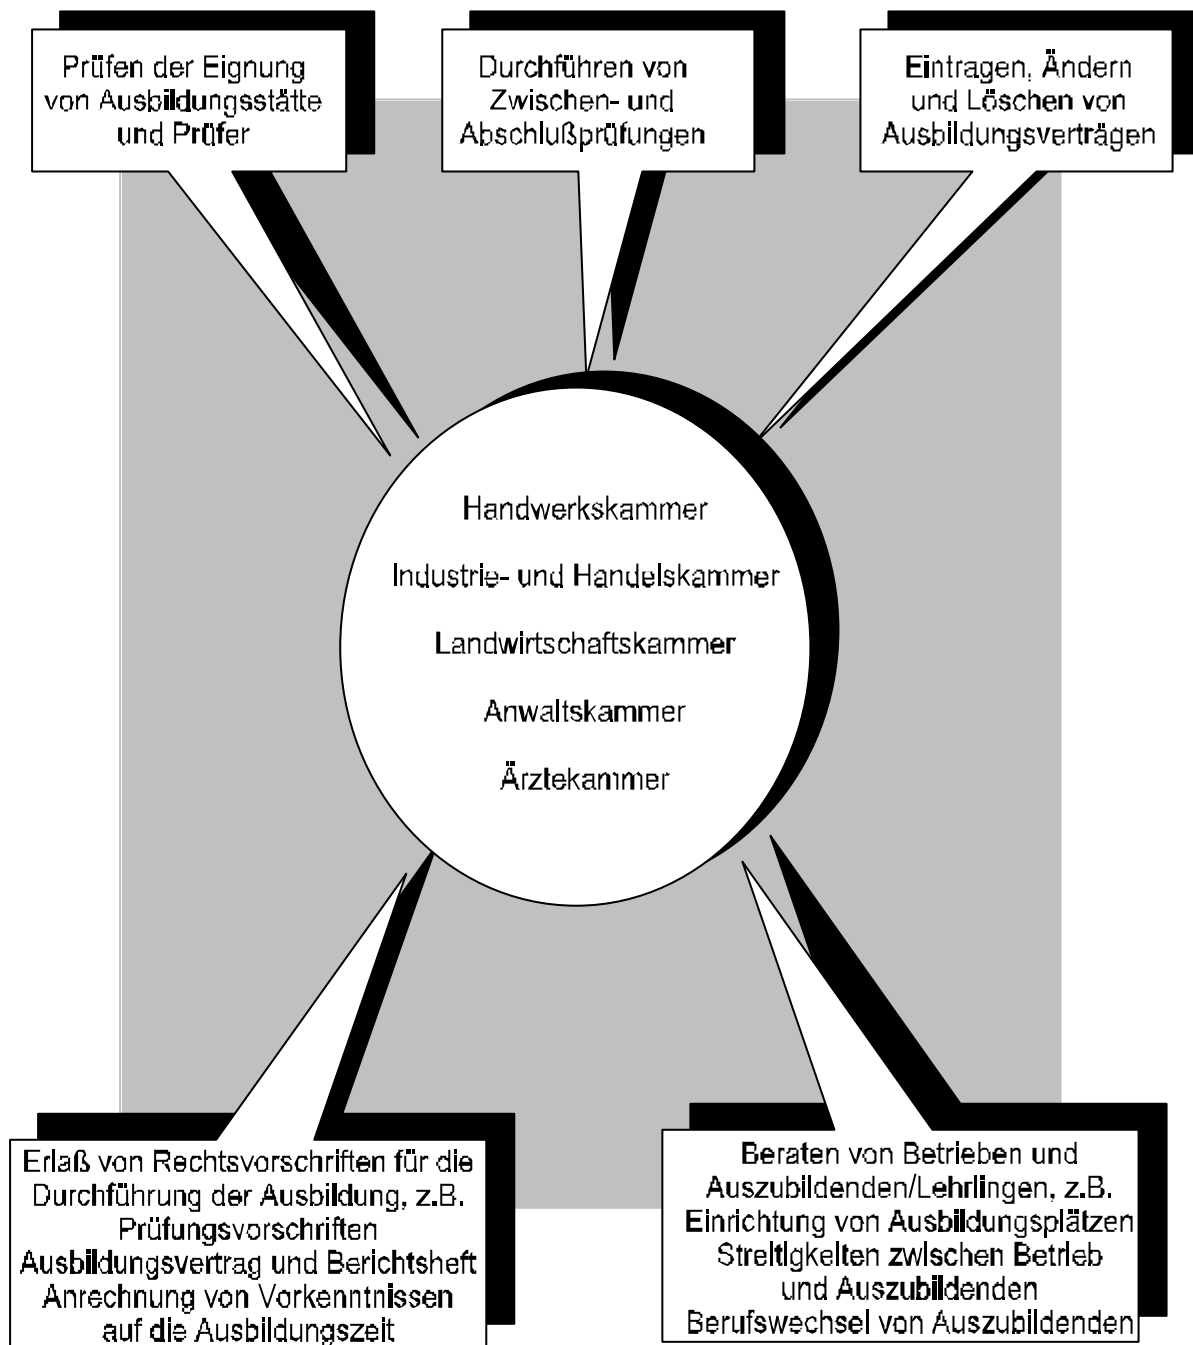 Prüfen der Eignung
von Ausbildungsstätte
und Prüfer
Durchführen von
Zwischen- und
Abschlußprüfungen
Eintragen, Ändern
und Löschen von
Ausbildungsverträgen
Handwerkskammer
Industrie- und Handelskammer
Landwirtschaftskammer
Anwaltskammer
Ärztekammer
Erlaß von Rechtsvorschriften für die
Durchführung der Ausbildung, z.B.
Prüfungsvorschriften
Ausbildungsvertrag und Berichtsheft
Anrechnung von Vorkenntnissen
auf die Ausbildungszeit
Beraten von Betrieben und
Auszubildenden/Lehrlingen, z.B.
Einrichtung von Ausbildungsplätzen
Streitigkeiten zwischen Betrieb
und Auszubildenden
Berufswechsel von Auszubildenden